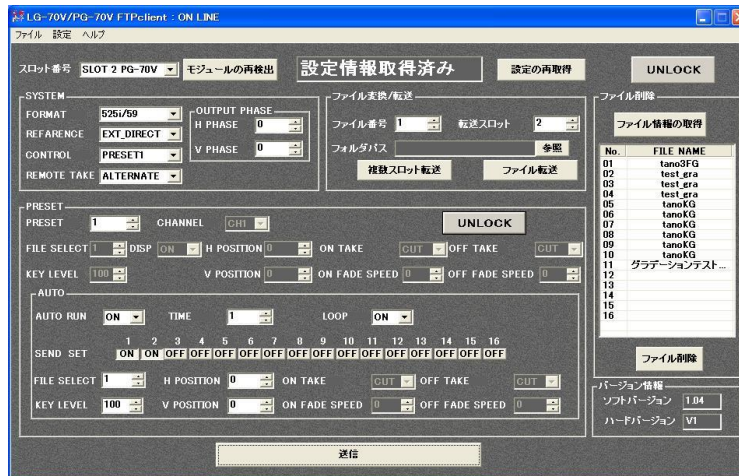 LG-70V/PG-70V FTPclient : ON LINE
ファイル 設定 ヘルプ
スロット番号 SLOT 2 PG-70V モジュールの再検出 設定情報取得済み 設定の再取得 UNLOCK
SYSTEM
FORMAT 525i/59
REFARENCE EXT_DIRECT
CONTROL PRESET1
REMOTE TAKE ALTERNATE
OUTPUT PHASE
H PHASE 0
V PHASE 0
ファイル変換/転送
ファイル番号 1 転送スロット 2
フォルダパス 参照
複数スロット転送 ファイル転送
ファイル削除
ファイル情報の取得
No. FILE NAME
01 tano3FG
02 test_gra
03 test_gra
04 test_gra
05 tanoKG
06 tanoKG
07 tanoKG
08 tanoKG
09 tanoKG
10 tanoKG
11 グラデーションテスト...
12
13
14
15
16
ファイル削除
PRESET
PRESET 1 CHANNEL CH1 UNLOCK
FILE SELECT 1 DISP ON H POSITION 0 ON TAKE CUT OFF TAKE CUT
KEY LEVEL 100 V POSITION 0 ON FADE SPEED 0 OFF FADE SPEED 0
AUTO
AUTO RUN ON TIME 1 LOOP ON
1 2 3 4 5 6 7 8 9 10 11 12 13 14 15 16
SEND SET ON ON OFF OFF OFF OFF OFF OFF OFF OFF OFF OFF OFF OFF OFF OFF
FILE SELECT 1 H POSITION 0 ON TAKE CUT OFF TAKE CUT
KEY LEVEL 100 V POSITION 0 ON FADE SPEED 0 OFF FADE SPEED 0
バージョン情報
ソフトバージョン 1.04
ハードバージョン V1
送信